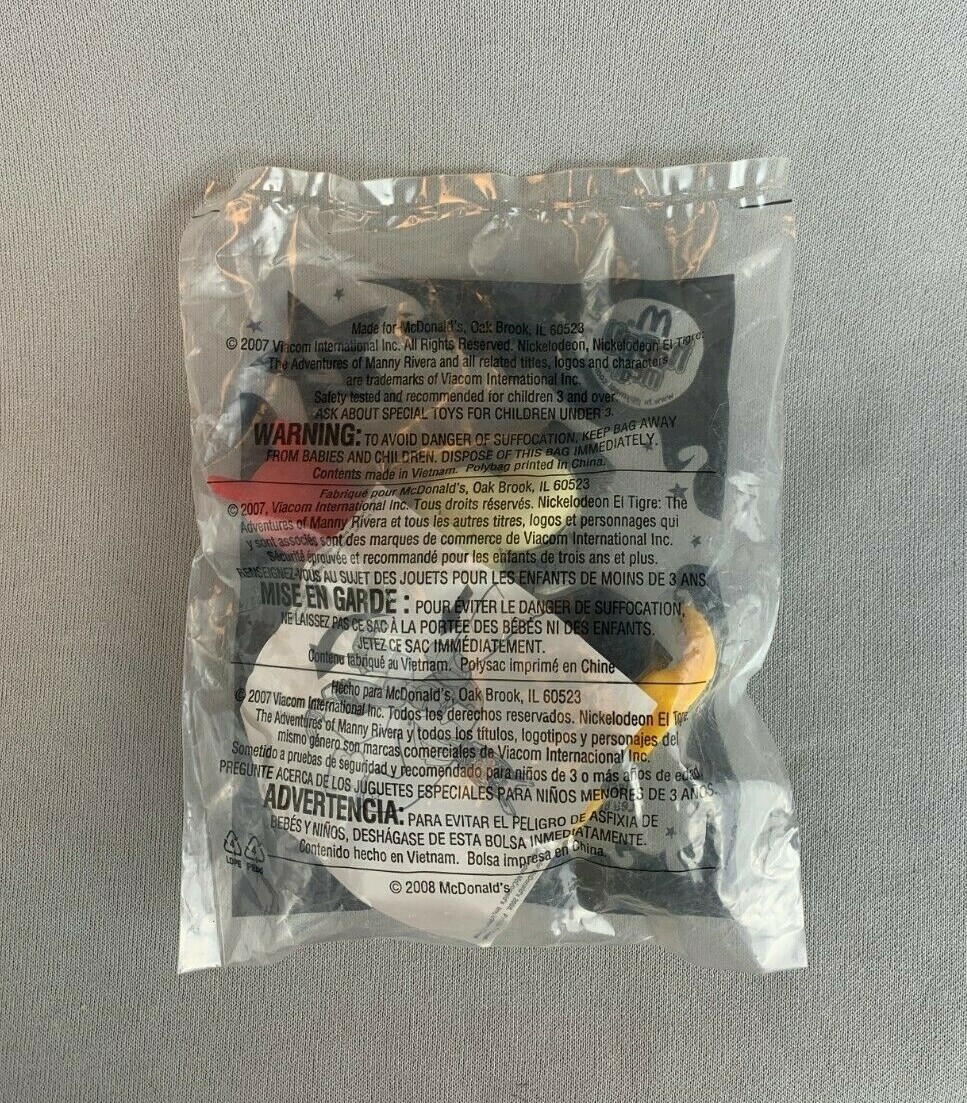 Made for McDonald's, Oak Brook, IL 60523
© 2007 Viacom International Inc. All Rights Reserved. Nickelodeon, Nickelodeon El Tigre:
The Adventures of Manny Rivera and all related titles, logos and characters
are trademarks of Viacom International Inc.
Safety tested and recommended for children 3 and over.
ASK ABOUT SPECIAL TOYS FOR CHILDREN UNDER 3.
WARNING: TO AVOID DANGER OF SUFFOCATION, KEEP BAG AWAY
FROM BABIES AND CHILDREN. DISPOSE OF THIS BAG IMMEDIATELY.
Contents made in Vietnam. Polybag printed in China.
Fabriqué pour McDonald's, Oak Brook, IL 60523
© 2007, Viacom International Inc. Tous droits réservés. Nickelodeon El Tigre: The
Adventures of Manny Rivera et tous les autres titres, logos et personnages qui
y sont associés sont des marques de commerce de Viacom International Inc.
Sécurité éprouvée et recommandé pour les enfants de trois ans et plus.
RENSEIGNEZ-VOUS AU SUJET DES JOUETS POUR LES ENFANTS DE MOINS DE 3 ANS.
MISE EN GARDE : POUR ÉVITER LE DANGER DE SUFFOCATION,
NE LAISSEZ PAS CE SAC À LA PORTÉE DES BÉBÉS NI DES ENFANTS.
JETEZ CE SAC IMMÉDIATEMENT.
Contenu fabriqué au Vietnam. Polysac imprimé en Chine
Hecho para McDonald's, Oak Brook, IL 60523
© 2007 Viacom International Inc. Todos los derechos reservados. Nickelodeon El Tigre:
The Adventures of Manny Rivera y todos los títulos, logotipos y personajes del
mismo género son marcas comerciales de Viacom Internacional Inc.
Sometido a pruebas de seguridad y recomendado para niños de 3 o más años de edad.
PREGUNTE ACERCA DE LOS JUGUETES ESPECIALES PARA NIÑOS MENORES DE 3 AÑOS.
ADVERTENCIA: PARA EVITAR EL PELIGRO DE ASFIXIA DE
BEBÉS Y NIÑOS, DESHÁGASE DE ESTA BOLSA INMEDIATAMENTE.
Contenido hecho en Vietnam. Bolsa impresa en China.
LDPE
© 2008 McDonald's